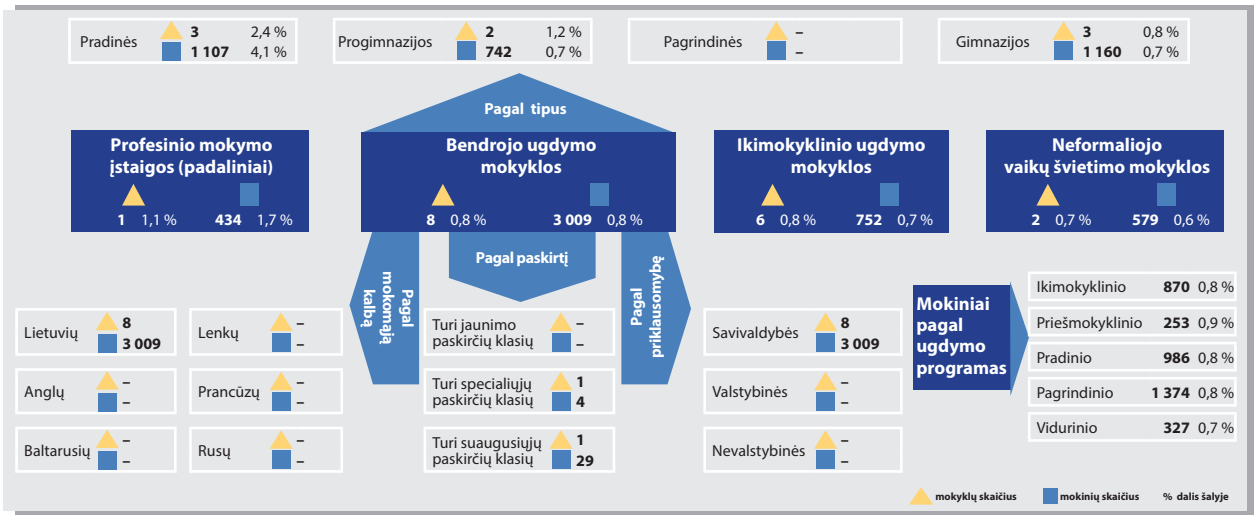 Pradinės
3 2,4 %
1 107 4,1 %
Progimnazijos
2 1,2 %
742 0,7 %
Pagrindinės
–
–
Gimnazijos
3 0,8 %
1 160 0,7 %
Pagal tipus
Profesinio mokymo
įstaigos (padaliniai)
1 1,1 % 434 1,7 %
Bendrojo ugdymo
mokyklos
8 0,8 % 3 009 0,8 %
Ikimokyklinio ugdymo
mokyklos
6 0,8 % 752 0,7 %
Neformaliojo
vaikų švietimo mokyklos
2 0,7 % 579 0,6 %
Pagal
mokomąją
kalbą
Pagal paskirtį
Pagal
priklausomybę
Lietuvių
8
3 009
Lenkų
–
–
Anglų
–
–
Prancūzų
–
–
Baltarusių
–
–
Rusų
–
–
Turi jaunimo
paskirčių klasių
–
–
Turi specialiųjų
paskirčių klasių
1
4
Turi suaugusiųjų
paskirčių klasių
1
29
Savivaldybės
8
3 009
Valstybinės
–
–
Nevalstybinės
–
–
Mokiniai
pagal
ugdymo
programas
Ikimokyklinio 870 0,8 %
Priešmokyklinio 253 0,9 %
Pradinio 986 0,8 %
Pagrindinio 1 374 0,8 %
Vidurinio 327 0,7 %
mokyklų skaičius mokinių skaičius % dalis šalyje